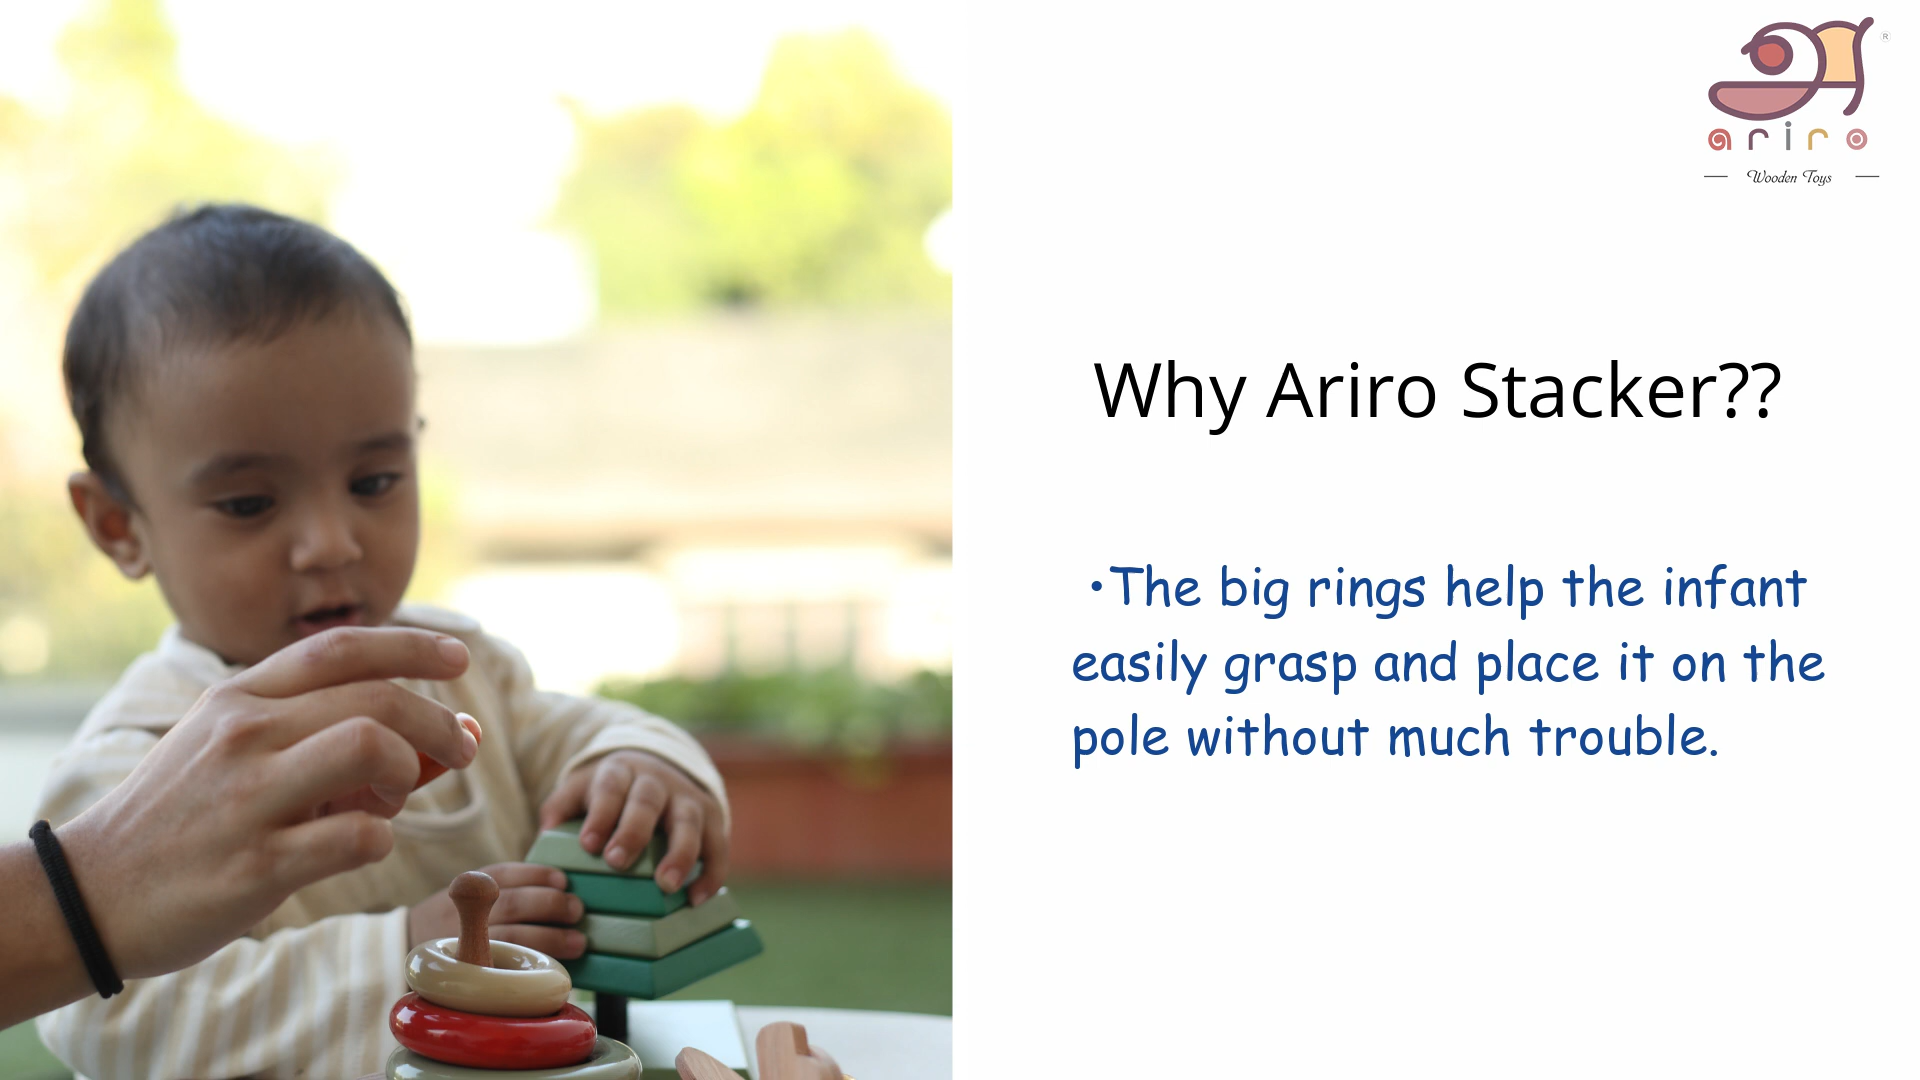 ®
ariro
Wooden Toys
Why Ariro Stacker??
•The big rings help the infant
easily grasp and place it on the
pole without much trouble.